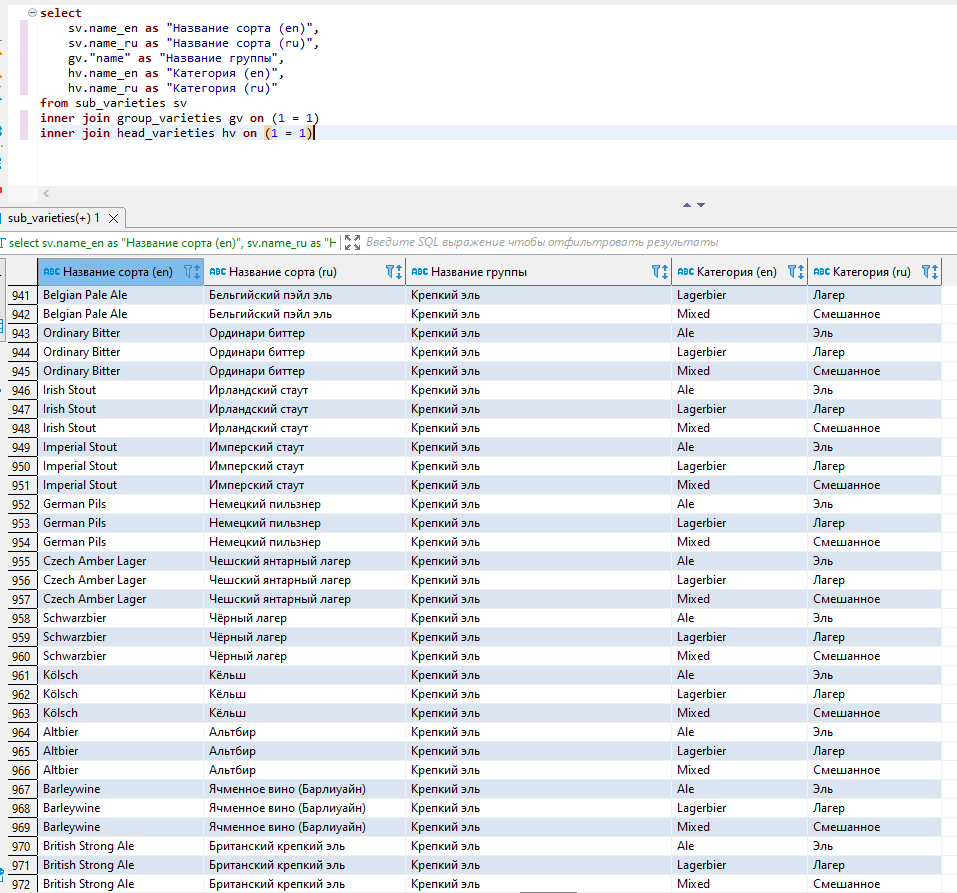 select
sv.name_en as "Название сорта (en)",
sv.name_ru as "Название сорта (ru)",
gv."name" as "Название группы",
hv.name_en as "Категория (en)",
hv.name_ru as "Категория (ru)"
from sub_varieties sv
inner join group_varieties gv on (1 = 1)
inner join head_varieties hv on (1 = 1)
sub_varieties(+) 1
select sv.name_en as "Название сорта (en)", sv.name_ru as "Н Введите SQL выражение чтобы отфильтровать результаты
ABC Название сорта (en) ABC Название сорта (ru) ABC Название группы ABC Категория (en) ABC Категория (ru)
941 Belgian Pale Ale Бельгийский пэйл эль Крепкий эль Lagerbier Лагер
942 Belgian Pale Ale Бельгийский пэйл эль Крепкий эль Mixed Смешанное
943 Ordinary Bitter Ординари биттер Крепкий эль Ale Эль
944 Ordinary Bitter Ординари биттер Крепкий эль Lagerbier Лагер
945 Ordinary Bitter Ординари биттер Крепкий эль Mixed Смешанное
946 Irish Stout Ирландский стаут Крепкий эль Ale Эль
947 Irish Stout Ирландский стаут Крепкий эль Lagerbier Лагер
948 Irish Stout Ирландский стаут Крепкий эль Mixed Смешанное
949 Imperial Stout Имперский стаут Крепкий эль Ale Эль
950 Imperial Stout Имперский стаут Крепкий эль Lagerbier Лагер
951 Imperial Stout Имперский стаут Крепкий эль Mixed Смешанное
952 German Pils Немецкий пильзнер Крепкий эль Ale Эль
953 German Pils Немецкий пильзнер Крепкий эль Lagerbier Лагер
954 German Pils Немецкий пильзнер Крепкий эль Mixed Смешанное
955 Czech Amber Lager Чешский янтарный лагер Крепкий эль Ale Эль
956 Czech Amber Lager Чешский янтарный лагер Крепкий эль Lagerbier Лагер
957 Czech Amber Lager Чешский янтарный лагер Крепкий эль Mixed Смешанное
958 Schwarzbier Чёрный лагер Крепкий эль Ale Эль
959 Schwarzbier Чёрный лагер Крепкий эль Lagerbier Лагер
960 Schwarzbier Чёрный лагер Крепкий эль Mixed Смешанное
961 Kölsch Кёльш Крепкий эль Ale Эль
962 Kölsch Кёльш Крепкий эль Lagerbier Лагер
963 Kölsch Кёльш Крепкий эль Mixed Смешанное
964 Altbier Альтбир Крепкий эль Ale Эль
965 Altbier Альтбир Крепкий эль Lagerbier Лагер
966 Altbier Альтбир Крепкий эль Mixed Смешанное
967 Barleywine Ячменное вино (Барлиуайн) Крепкий эль Ale Эль
968 Barleywine Ячменное вино (Барлиуайн) Крепкий эль Lagerbier Лагер
969 Barleywine Ячменное вино (Барлиуайн) Крепкий эль Mixed Смешанное
970 British Strong Ale Британский крепкий эль Крепкий эль Ale Эль
971 British Strong Ale Британский крепкий эль Крепкий эль Lagerbier Лагер
972 British Strong Ale Британский крепкий эль Крепкий эль Mixed Смешанное